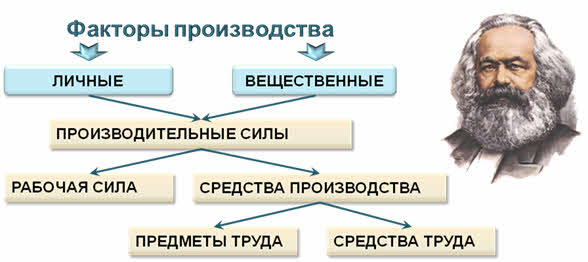 Факторы производства
ЛИЧНЫЕ
ВЕЩЕСТВЕННЫЕ
ПРОИЗВОДИТЕЛЬНЫЕ СИЛЫ
РАБОЧАЯ СИЛА
СРЕДСТВА ПРОИЗВОДСТВА
ПРЕДМЕТЫ ТРУДА
СРЕДСТВА ТРУДА